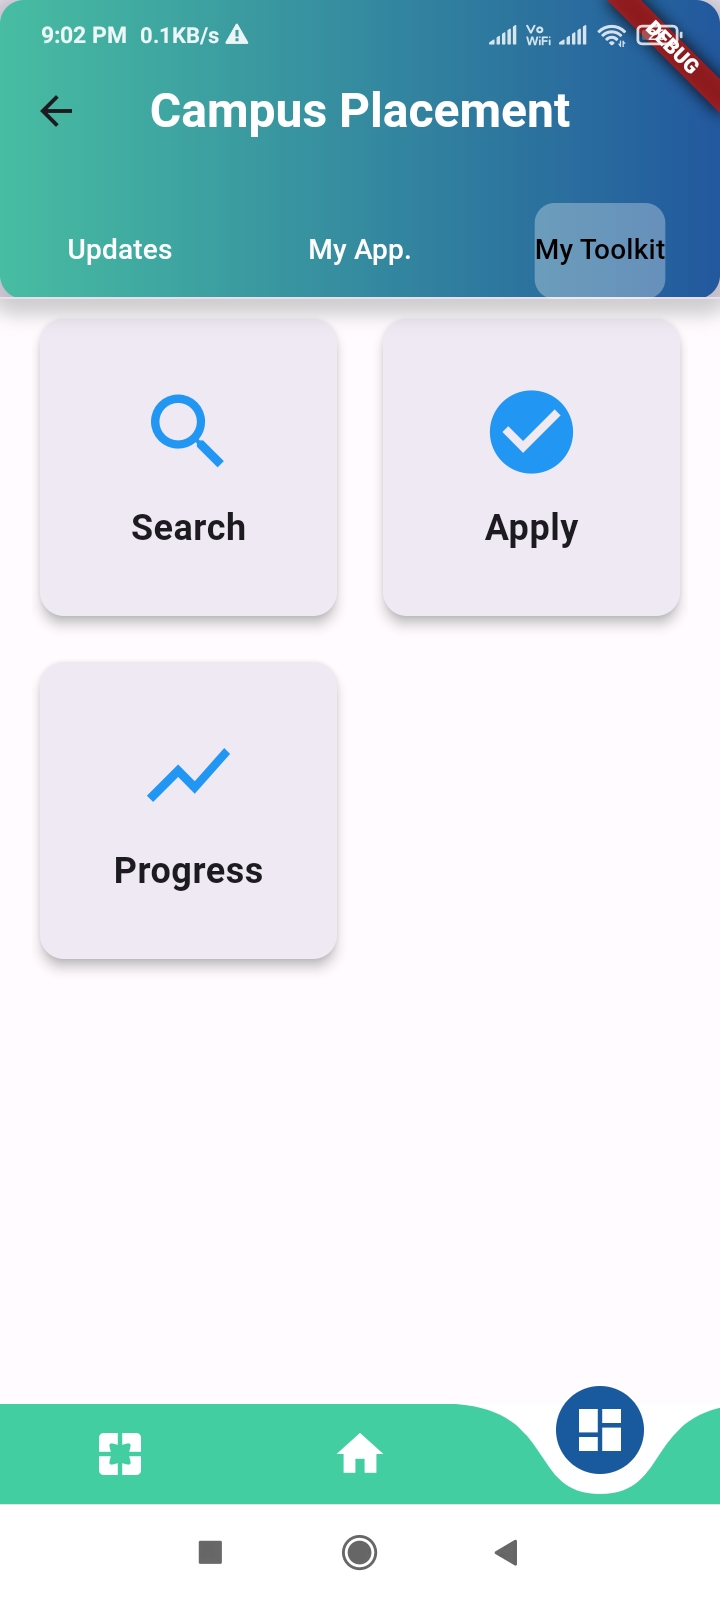 9:02 PM 0.1KB/s
Vo
WiFi
DEBUG
Campus Placement
Updates My App. My Toolkit
Search Apply
Progress